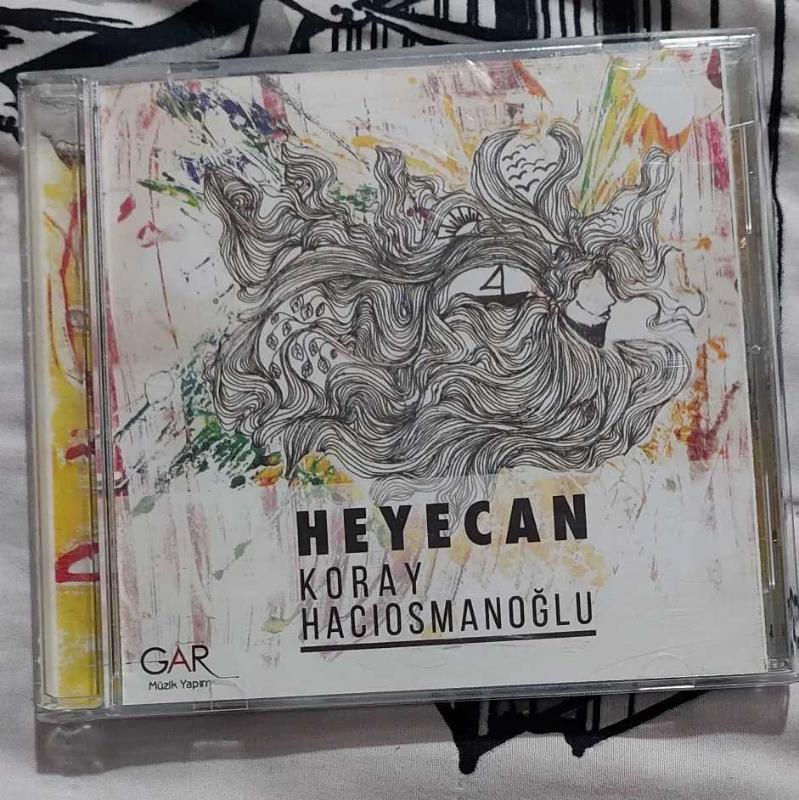 HEYECAN
KORAY
HACIOSMANOĞLU
GAR
Müzik Yapım